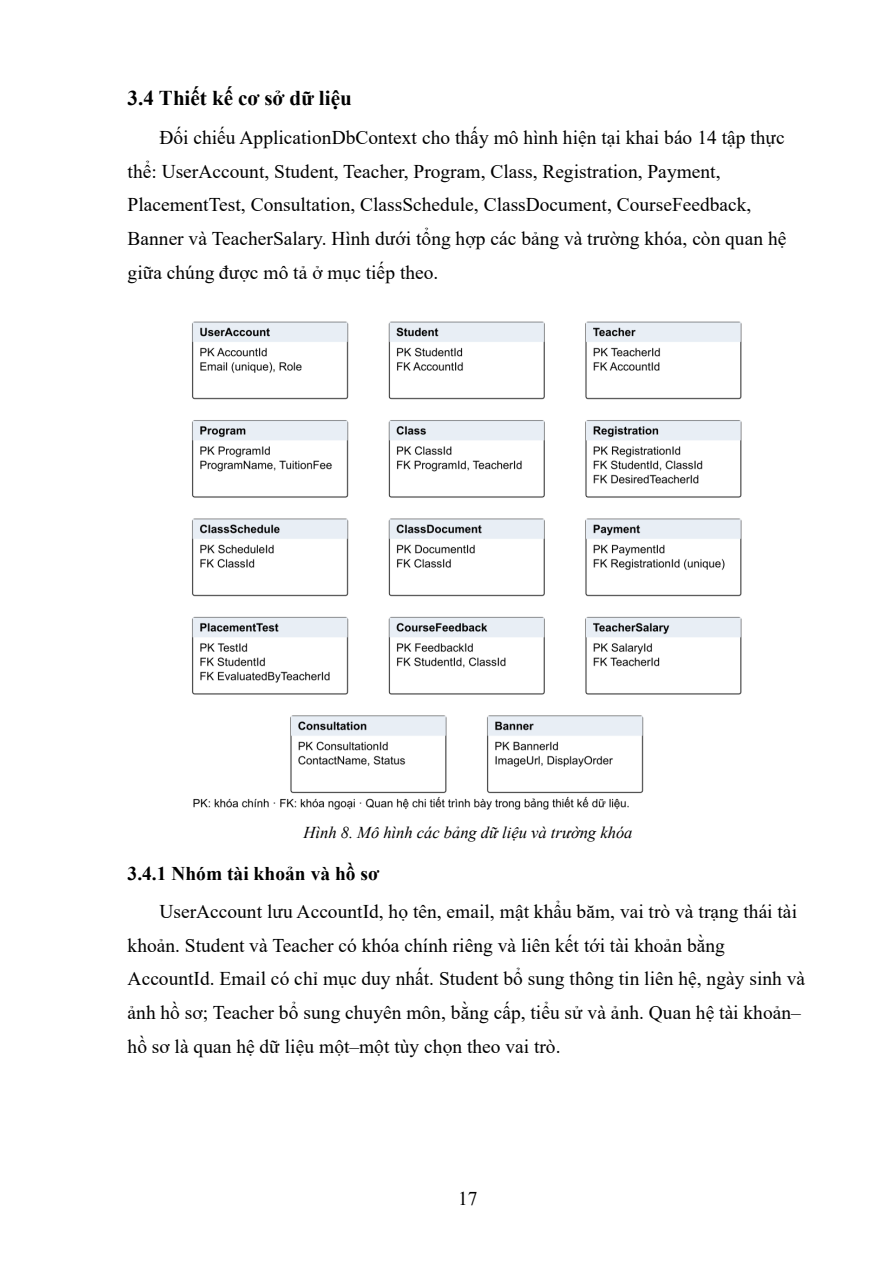 3.4 Thiết kế cơ sở dữ liệu
Đối chiếu ApplicationDbContext cho thấy mô hình hiện tại khai báo 14 tập thực
thể: UserAccount, Student, Teacher, Program, Class, Registration, Payment,
PlacementTest, Consultation, ClassSchedule, ClassDocument, CourseFeedback,
Banner và TeacherSalary. Hình dưới tổng hợp các bảng và trường khóa, còn quan hệ
giữa chúng được mô tả ở mục tiếp theo.
UserAccount
PK AccountId
Email (unique), Role
Student
PK StudentId
FK AccountId
Teacher
PK TeacherId
FK AccountId
Program
PK ProgramId
ProgramName, TuitionFee
Class
PK ClassId
FK ProgramId, TeacherId
Registration
PK RegistrationId
FK StudentId, ClassId
FK DesiredTeacherId
ClassSchedule
PK ScheduleId
FK ClassId
ClassDocument
PK DocumentId
FK ClassId
Payment
PK PaymentId
FK RegistrationId (unique)
PlacementTest
PK TestId
FK StudentId
FK EvaluatedByTeacherId
CourseFeedback
PK FeedbackId
FK StudentId, ClassId
TeacherSalary
PK SalaryId
FK TeacherId
Consultation
PK ConsultationId
ContactName, Status
Banner
PK BannerId
ImageUrl, DisplayOrder
PK: khóa chính · FK: khóa ngoại · Quan hệ chi tiết trình bày trong bảng thiết kế dữ liệu.
Hình 8. Mô hình các bảng dữ liệu và trường khóa
3.4.1 Nhóm tài khoản và hồ sơ
UserAccount lưu AccountId, họ tên, email, mật khẩu băm, vai trò và trạng thái tài
khoản. Student và Teacher có khóa chính riêng và liên kết tới tài khoản bằng
AccountId. Email có chỉ mục duy nhất. Student bổ sung thông tin liên hệ, ngày sinh và
ảnh hồ sơ; Teacher bổ sung chuyên môn, bằng cấp, tiểu sử và ảnh. Quan hệ tài khoản–
hồ sơ là quan hệ dữ liệu một–một tùy chọn theo vai trò.
17